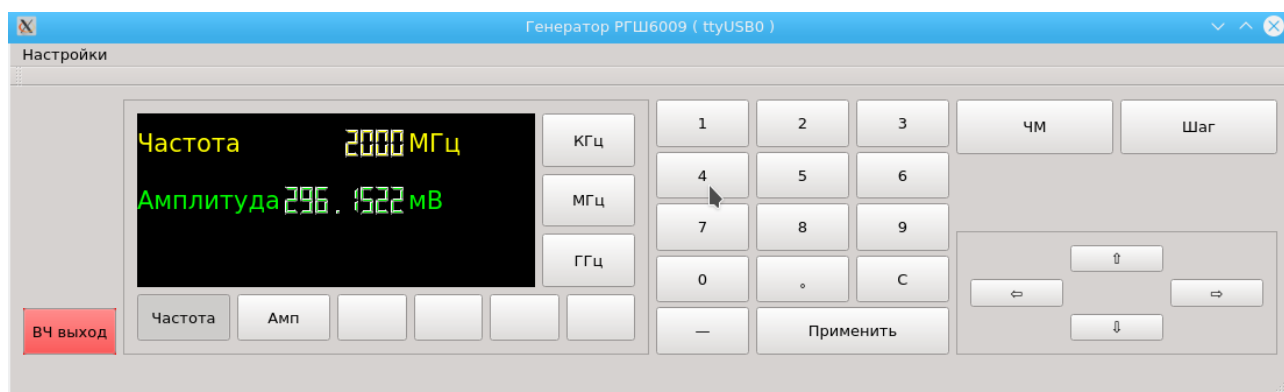 Генератор РГШ6009 ( ttyUSB0 )
Настройки
Частота 2000 МГц
Амплитуда 296. 1522 мВ
КГц
МГц
ГГц
Частота Амп
ВЧ выход
1 2 3
4 5 6
7 8 9
0 . C
— Применить
ЧМ Шаг
⇧
⇦ ⇨
⇩